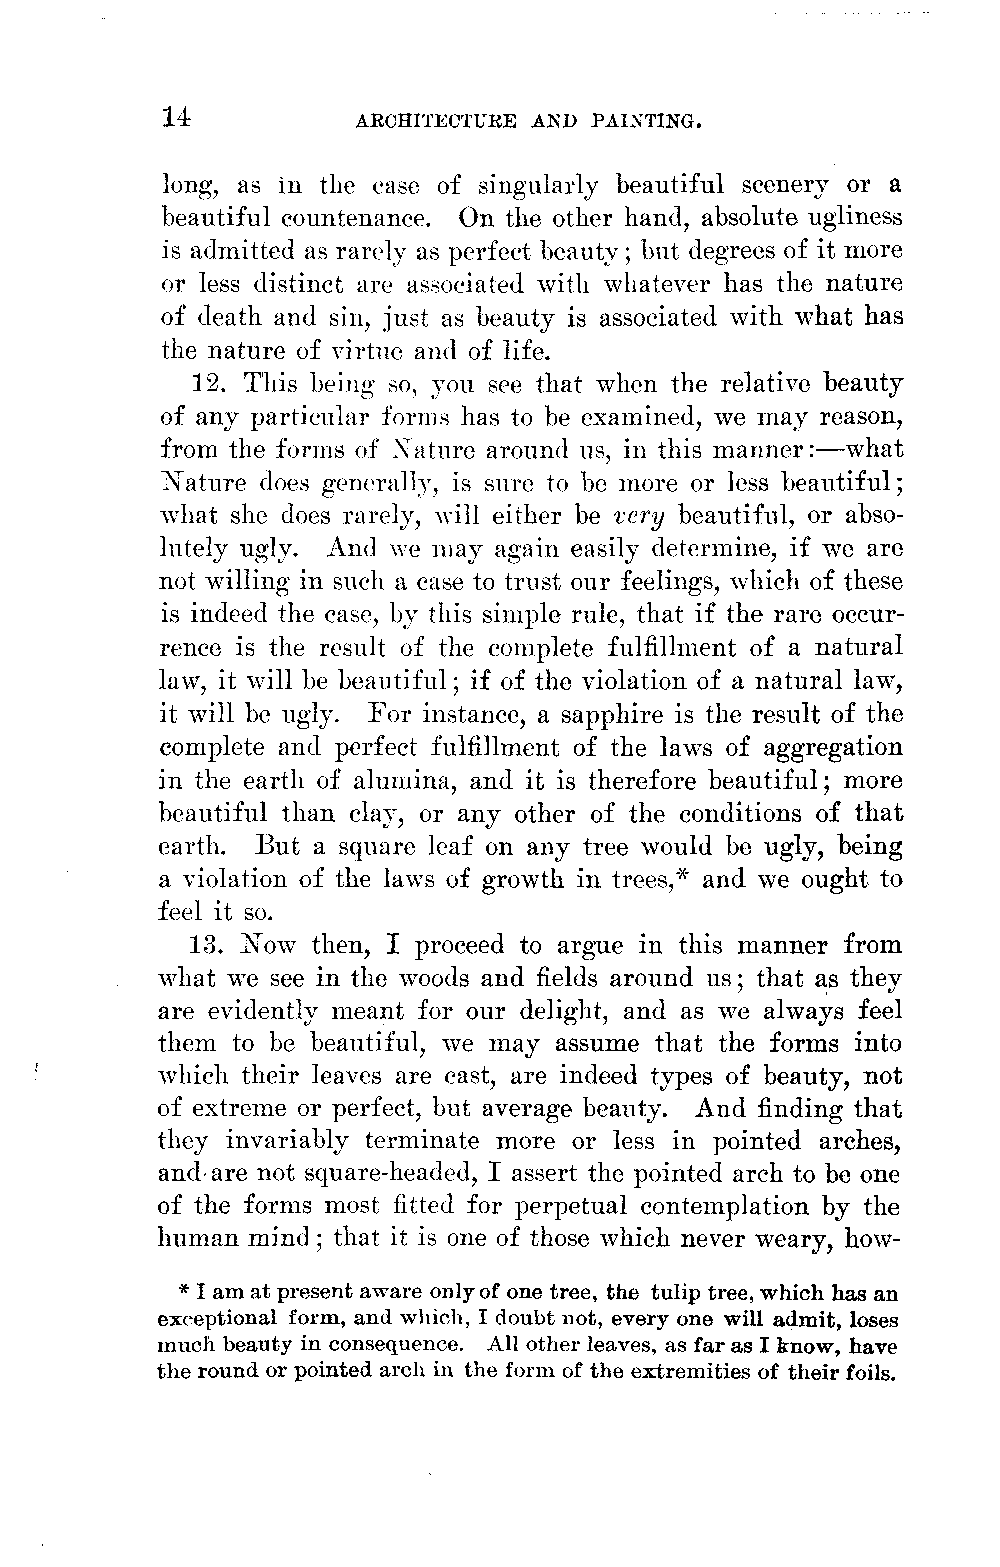 14 ARCHITECTURE AND PAINTING.
long, as in the case of singularly beautiful scenery or a
beautiful countenance. On the other hand, absolute ugliness
is admitted as rarely as perfect beauty; but degrees of it more
or less distinct are associated with whatever has the nature
of death and sin, just as beauty is associated with what has
the nature of virtue and of life.
12. This being so, you see that when the relative beauty
of any particular forms has to be examined, we may reason,
from the forms of Nature around us, in this manner:—what
Nature does generally, is sure to be more or less beautiful;
what she does rarely, will either be very beautiful, or abso-
lutely ugly. And we may again easily determine, if we are
not willing in such a case to trust our feelings, which of these
is indeed the case, by this simple rule, that if the rare occur-
rence is the result of the complete fulfillment of a natural
law, it will be beautiful; if of the violation of a natural law,
it will be ugly. For instance, a sapphire is the result of the
complete and perfect fulfillment of the laws of aggregation
in the earth of alumina, and it is therefore beautiful; more
beautiful than clay, or any other of the conditions of that
earth. But a square leaf on any tree would be ugly, being
a violation of the laws of growth in trees,* and we ought to
feel it so.
13. Now then, I proceed to argue in this manner from
what we see in the woods and fields around us; that as they
are evidently meant for our delight, and as we always feel
them to be beautiful, we may assume that the forms into
which their leaves are cast, are indeed types of beauty, not
of extreme or perfect, but average beauty. And finding that
they invariably terminate more or less in pointed arches,
and are not square-headed, I assert the pointed arch to be one
of the forms most fitted for perpetual contemplation by the
human mind; that it is one of those which never weary, how-
* I am at present aware only of one tree, the tulip tree, which has an
exceptional form, and which, I doubt not, every one will admit, loses
much beauty in consequence. All other leaves, as far as I know, have
the round or pointed arch in the form of the extremities of their foils.